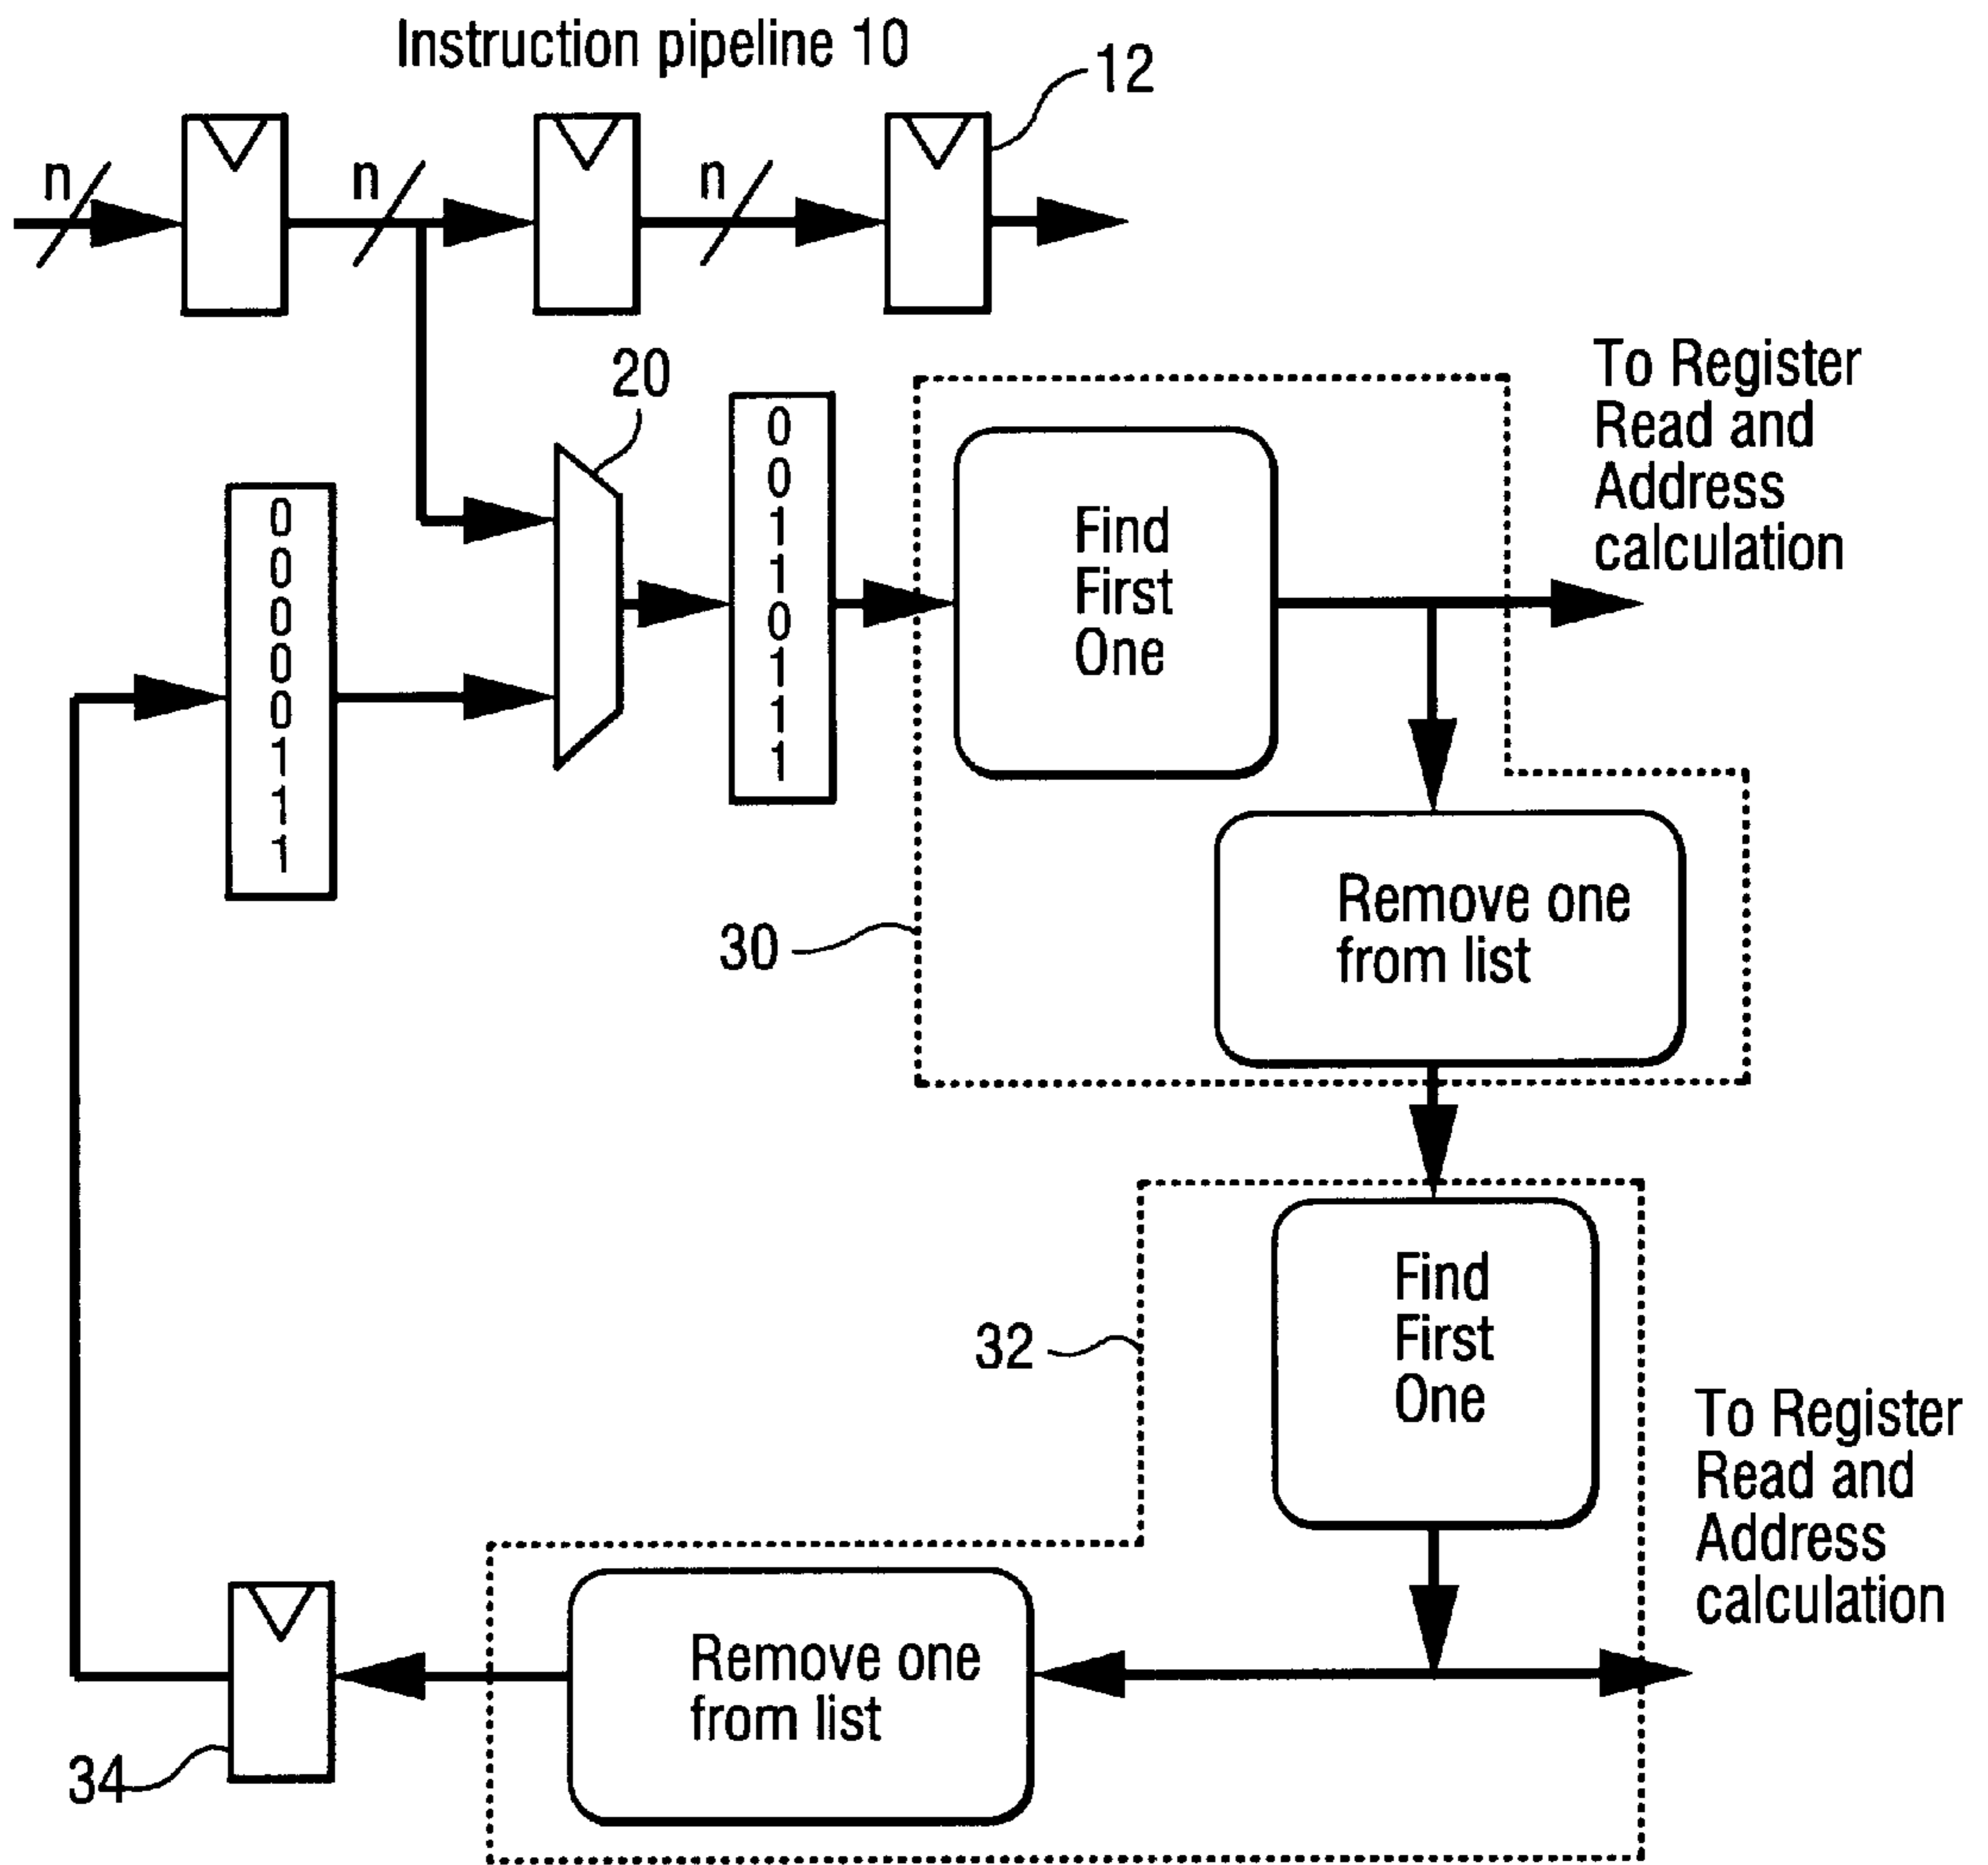 Instruction pipeline 10
12
n
n
n
20
To Register
Read and
Address
calculation
0
0
1
1
0
1
1
1
Find
First
One
0
0
0
0
0
1
1
1
Remove one
from list
30
Find
First
One
32
To Register
Read and
Address
calculation
Remove one
from list
34